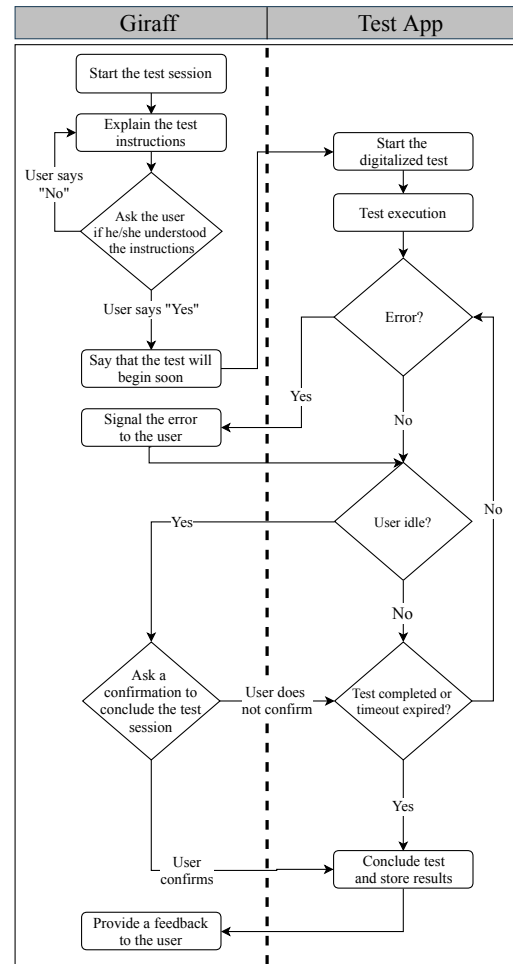 Giraff
Test App
Start the test session
Explain the test
instructions
User says
"No"
Ask the user
if he/she understood
the instructions
User says "Yes"
Say that the test will
begin soon
Start the
digitalized test
Test execution
Error?
Yes
No
Signal the error
to the user
User idle?
Yes
No
No
Ask a
confirmation to
conclude the test
session
User does
not confirm
Test completed or
timeout expired?
Yes
User
confirms
Conclude test
and store results
Provide a feedback
to the user